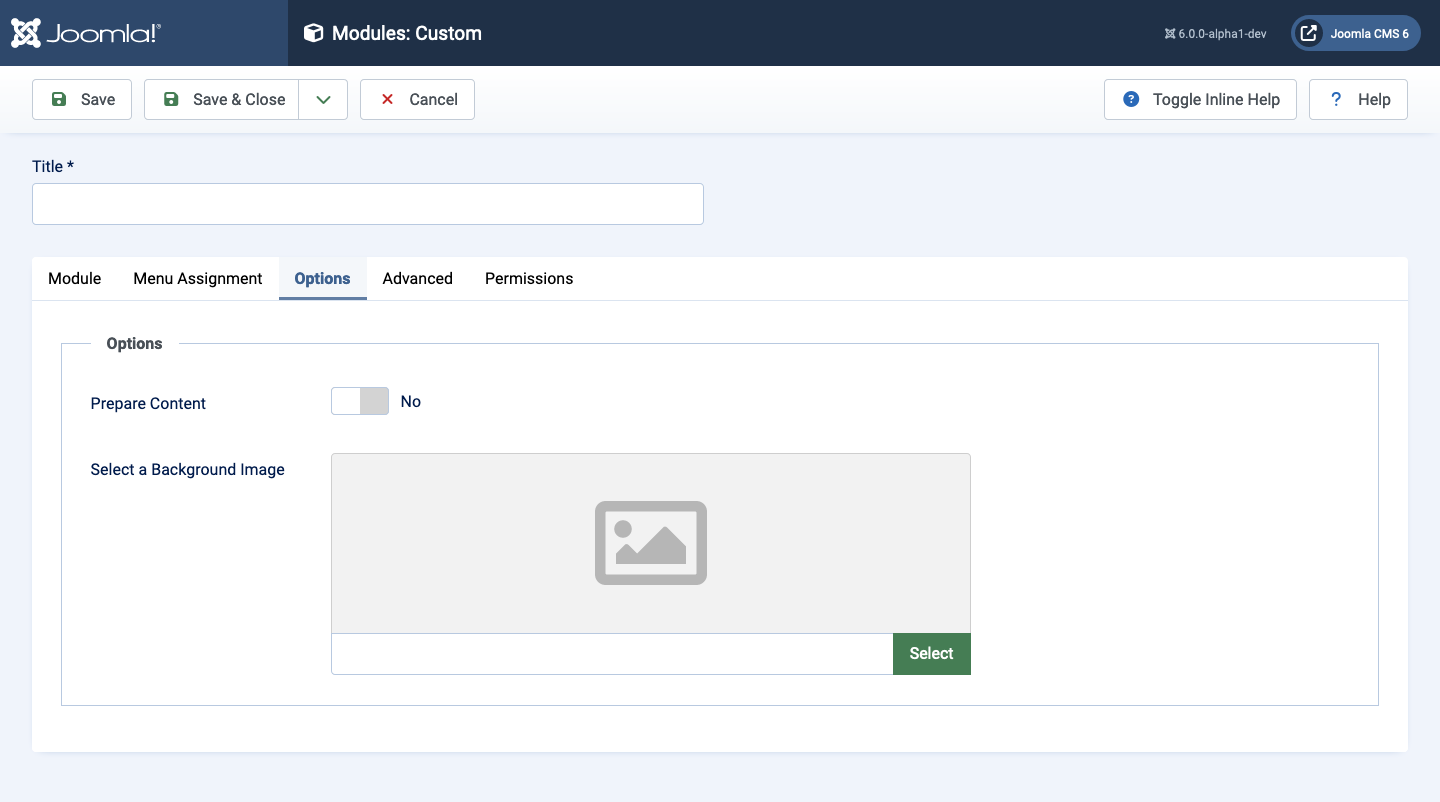 Joomla!® Modules: Custom 6.0.0-alpha1-dev Joomla CMS 6
Save Save & Close Cancel Toggle Inline Help ? Help
Title *
Module Menu Assignment Options Advanced Permissions
Options
Prepare Content No
Select a Background Image
Select